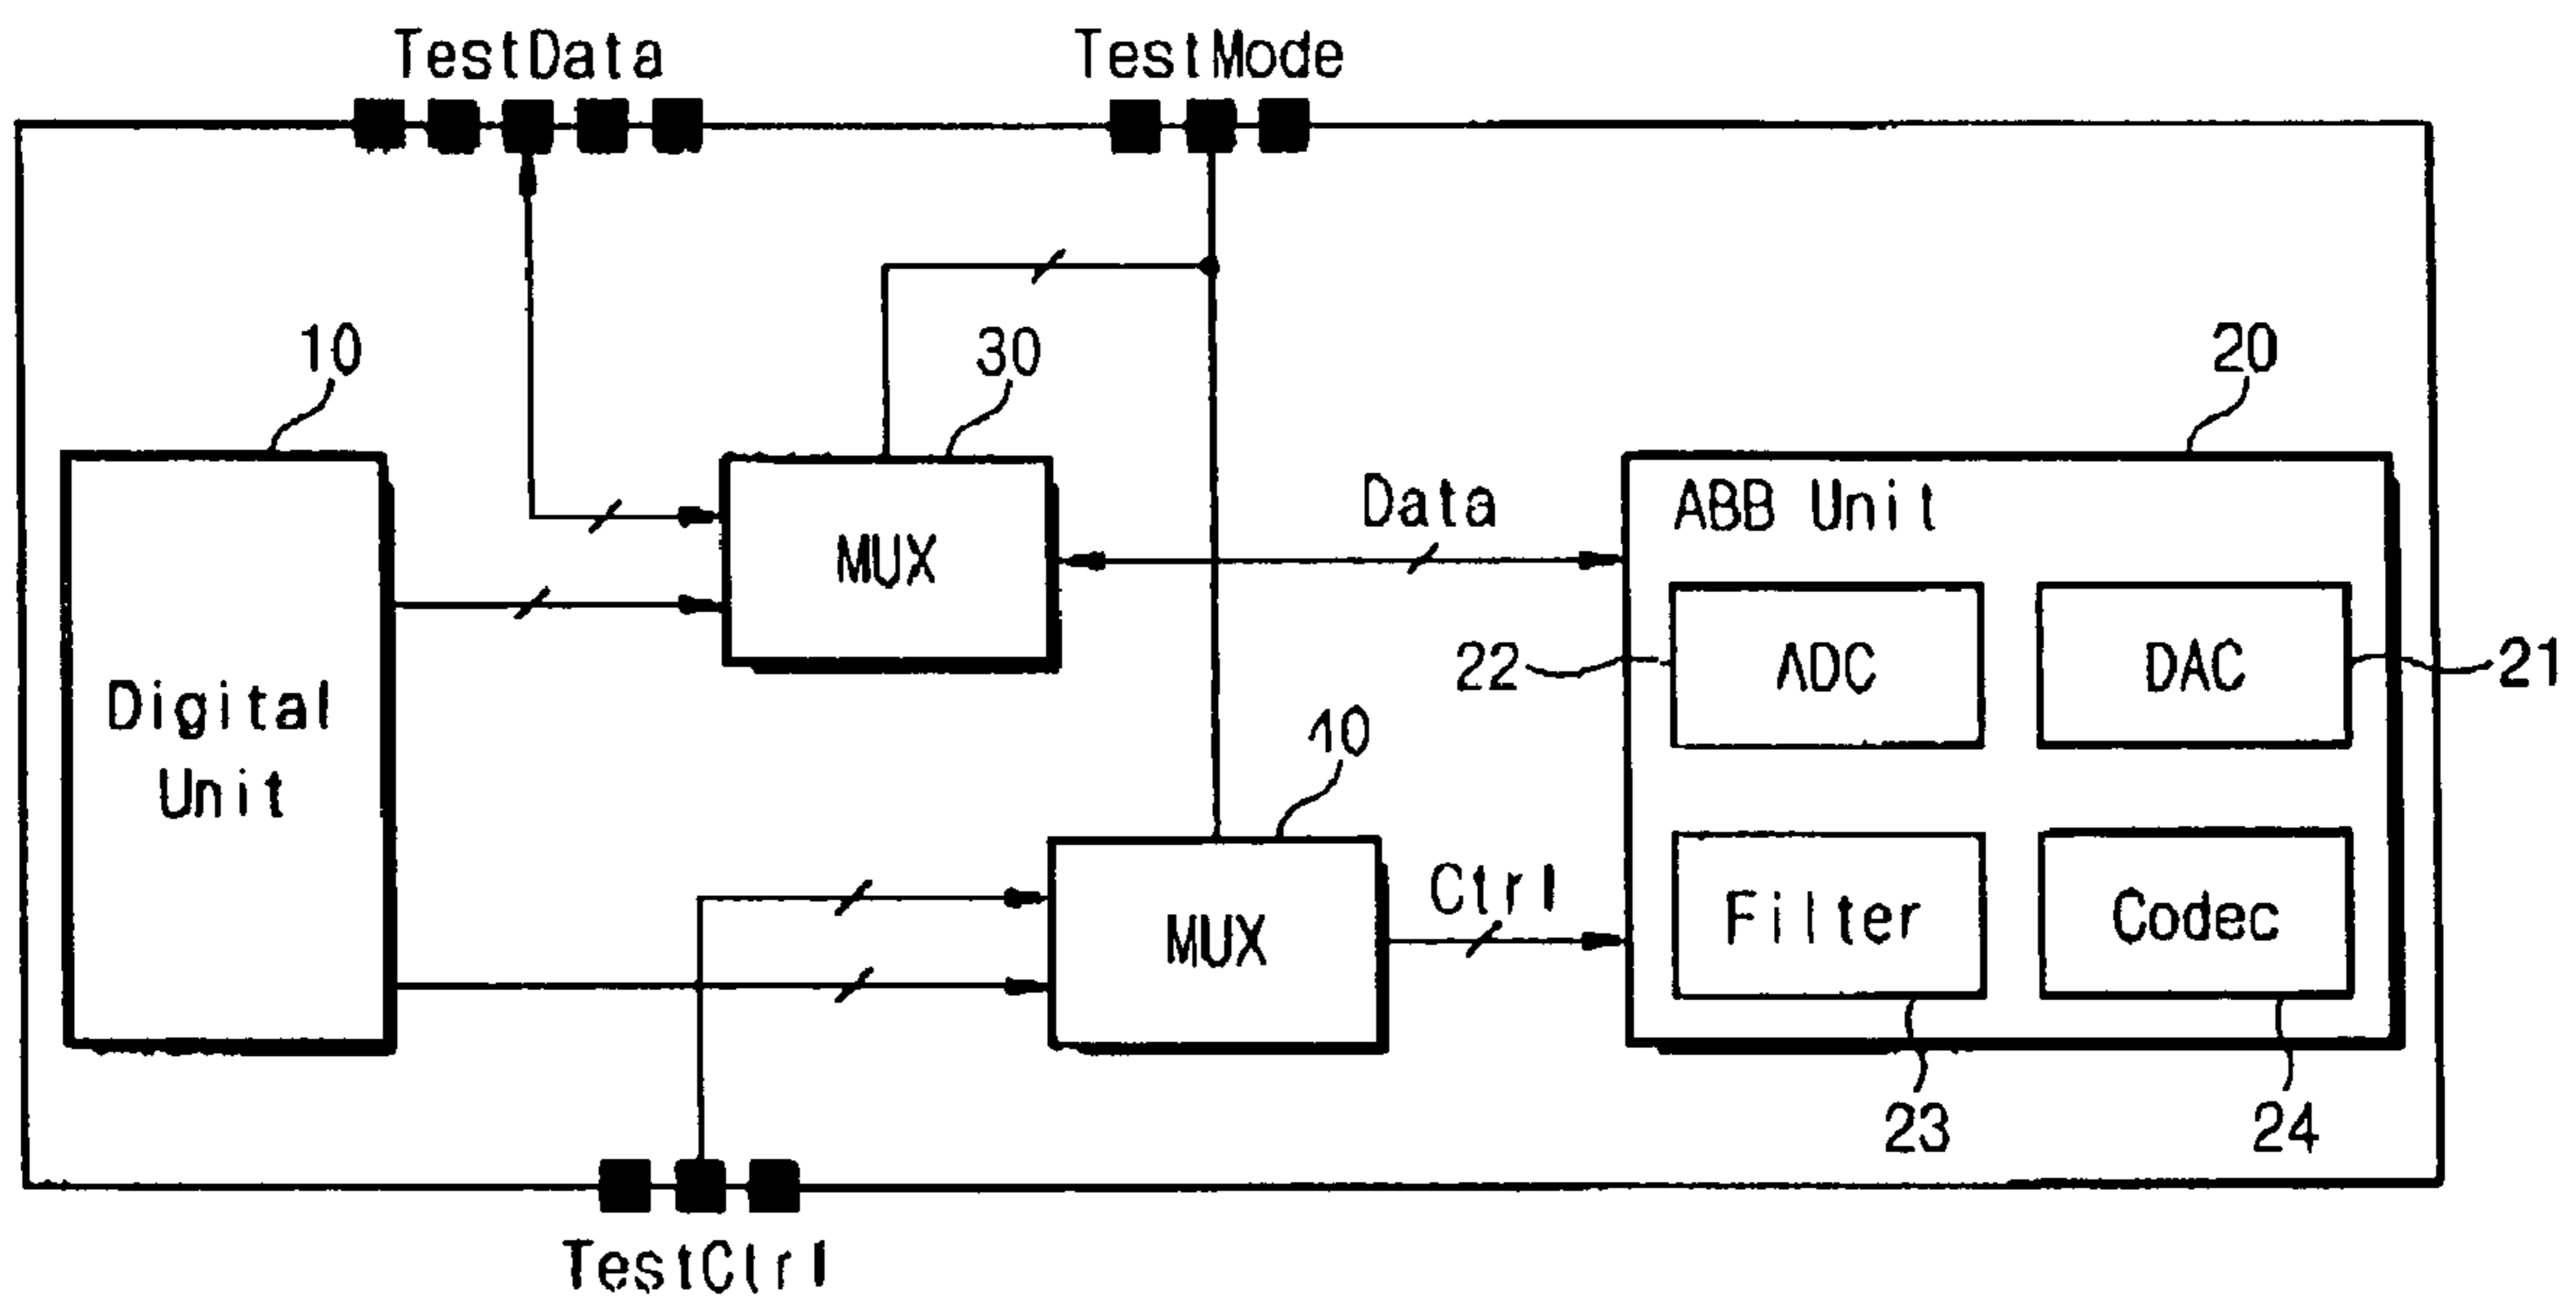 TestData
TestMode
10
30
20
Data
ABB Unit
MUX
ADC
DAC
22
21
Digital
Unit
40
Ctrl
MUX
Filter
Codec
23
24
TestCtrl